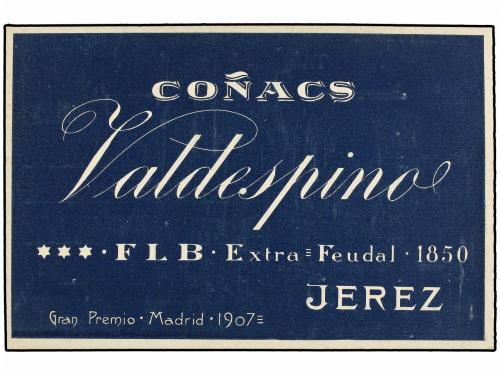 COÑACS
Valdespino
*** · FLB · Extra = Feudal · 1850
JEREZ
Gran Premio · Madrid · 1907=